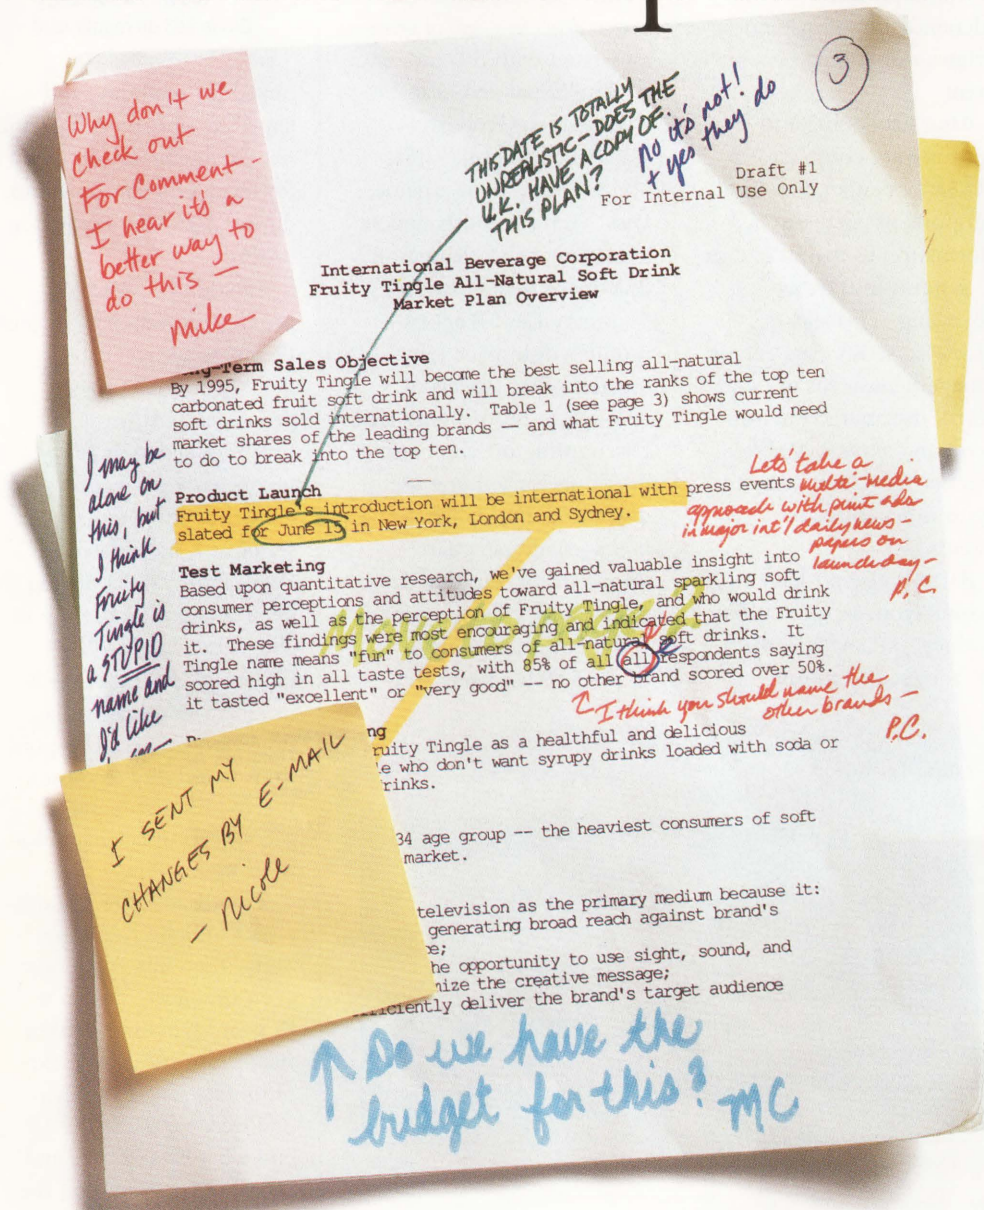 Why don't we
check out
For Comment -
I hear it's a
better way to
do this —
Mike
THIS DATE IS TOTALLY
UNREALISTIC - DOES THE
U.K. HAVE A COPY OF
THIS PLAN?
no it's not!
+ yes they do
3
Draft #1
For Internal Use Only
International Beverage Corporation
Fruity Tingle All-Natural Soft Drink
Market Plan Overview
-Term Sales Objective
By 1995, Fruity Tingle will become the best selling all-natural
carbonated fruit soft drink and will break into the ranks of the top ten
soft drinks sold internationally. Table 1 (see page 3) shows current
market shares of the leading brands -- and what Fruity Tingle would need
to do to break into the top ten.
I may be
alone on
this, but
I think
Fruity
Tingle is
a STUPID
name and
I'd like
Product Launch
Fruity Tingle's introduction will be international with press events
slated for June 15 in New York, London and Sydney.
Let's take a
multi-media
approach with print ads
in major int'l daily news-
papers on
launch day -
P.C.
Test Marketing
Based upon quantitative research, we've gained valuable insight into
consumer perceptions and attitudes toward all-natural sparkling soft
drinks, as well as the perception of Fruity Tingle, and who would drink
it. These findings were most encouraging and indicated that the Fruity
Tingle name means "fun" to consumers of all-natural soft drinks. It
scored high in all taste tests, with 85% of all all respondents saying
it tasted "excellent" or "very good" -- no other brand scored over 50%.
Move to page 2
I think you should name the
other brands -
P.C.
ng
ruity Tingle as a healthful and delicious
e who don't want syrupy drinks loaded with soda or
rinks.
I SENT MY
CHANGES BY E-MAIL
- Nicole
34 age group -- the heaviest consumers of soft
market.
television as the primary medium because it:
generating broad reach against brand's
e;
he opportunity to use sight, sound, and
nize the creative message;
ficiently deliver the brand's target audience
Do we have the
budget for this? MC